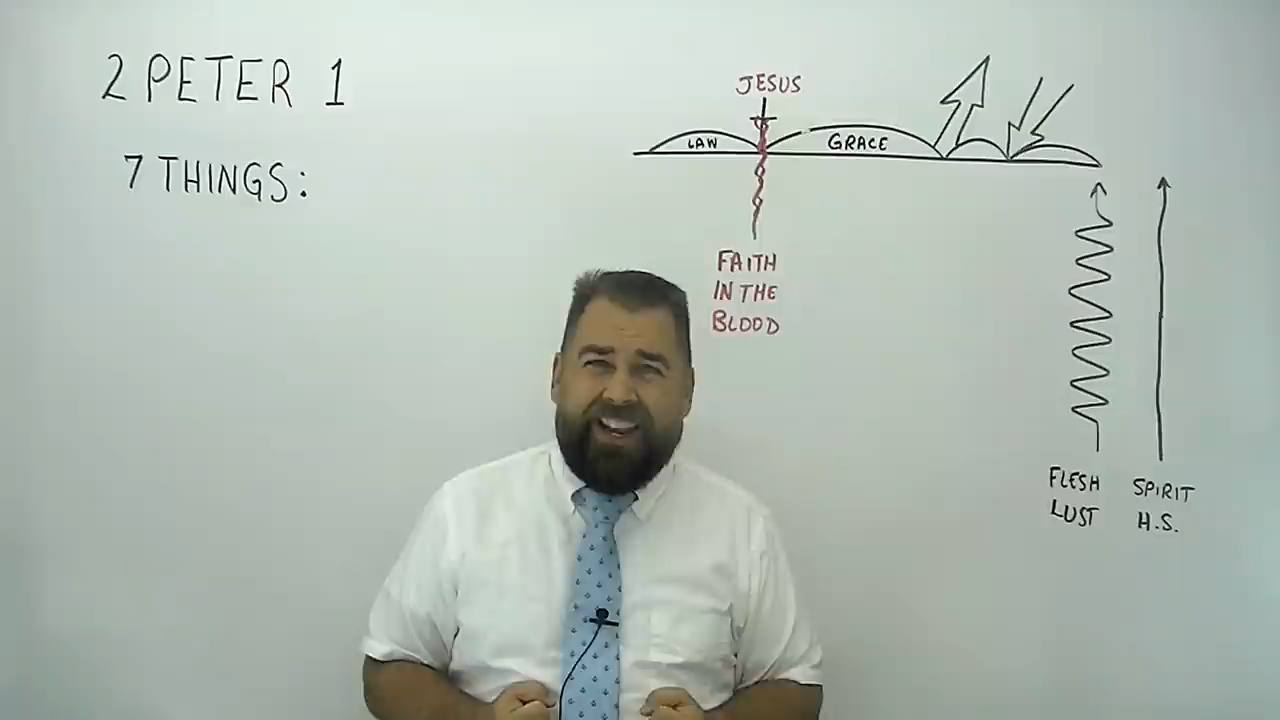 2 PETER 1
7 THINGS:
JESUS
LAW
GRACE
FAITH
IN THE
BLOOD
FLESH
LUST
SPIRIT
H.S.